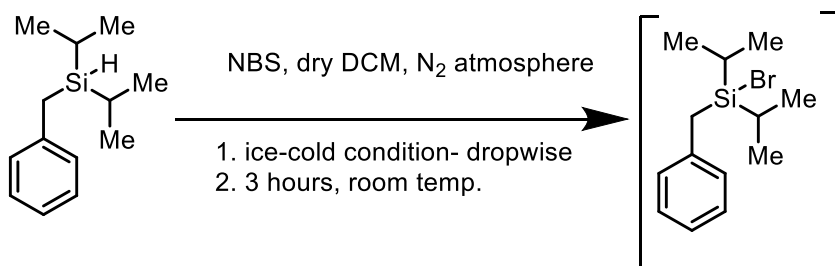 Me Me
H
Si Me
Me
NBS, dry DCM, N₂ atmosphere
1. ice-cold condition- dropwise
2. 3 hours, room temp.
Me Me
Br
Si Me
Me